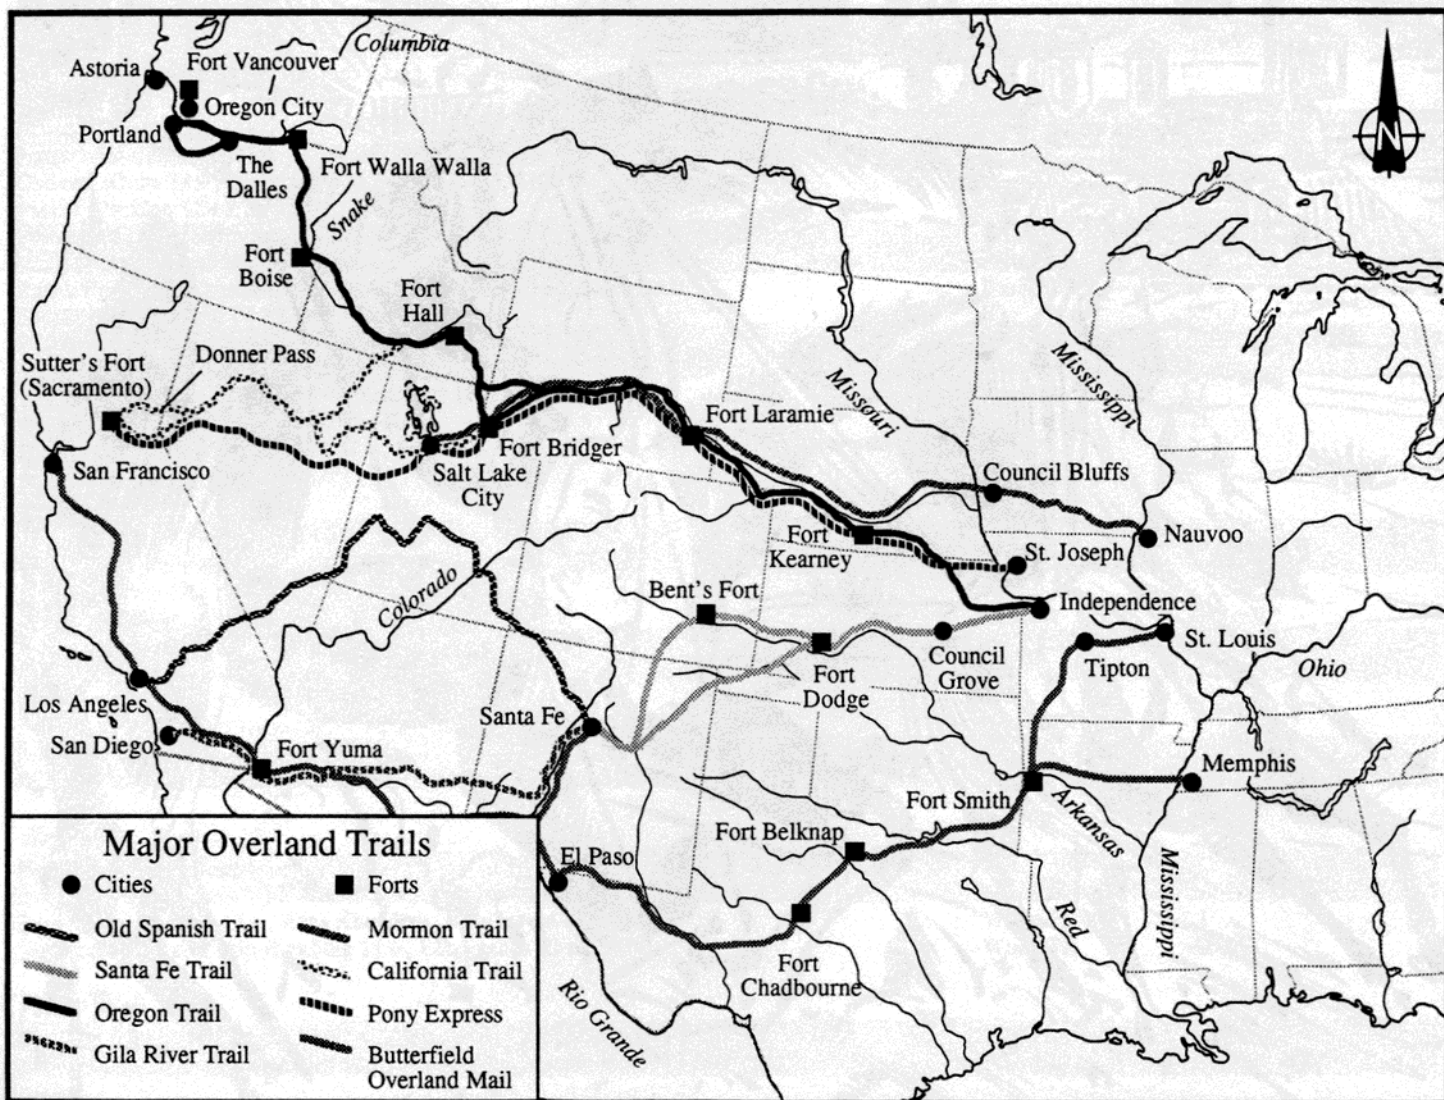 Columbia
Fort Vancouver
Astoria
Oregon City
Portland
The
Dalles
Fort Walla Walla
Snake
Fort
Boise
Fort
Hall
N
Sutter's Fort
(Sacramento)
Donner Pass
Missouri
Mississippi
Fort Laramie
San Francisco
Fort Bridger
Salt Lake
City
Council Bluffs
Fort
Kearney
Nauvoo
St. Joseph
Colorado
Bent's Fort
Independence
St. Louis
Council
Grove
Tipton
Ohio
Fort
Dodge
Los Angeles
San Diego
Santa Fe
Fort Yuma
Memphis
Fort Smith
Arkansas
Fort Belknap
El Paso
Red
Mississippi
Fort
Chadbourne
Rio Grande
Major Overland Trails
Cities
Forts
Old Spanish Trail
Mormon Trail
Santa Fe Trail
California Trail
Oregon Trail
Pony Express
Gila River Trail
Butterfield
Overland Mail